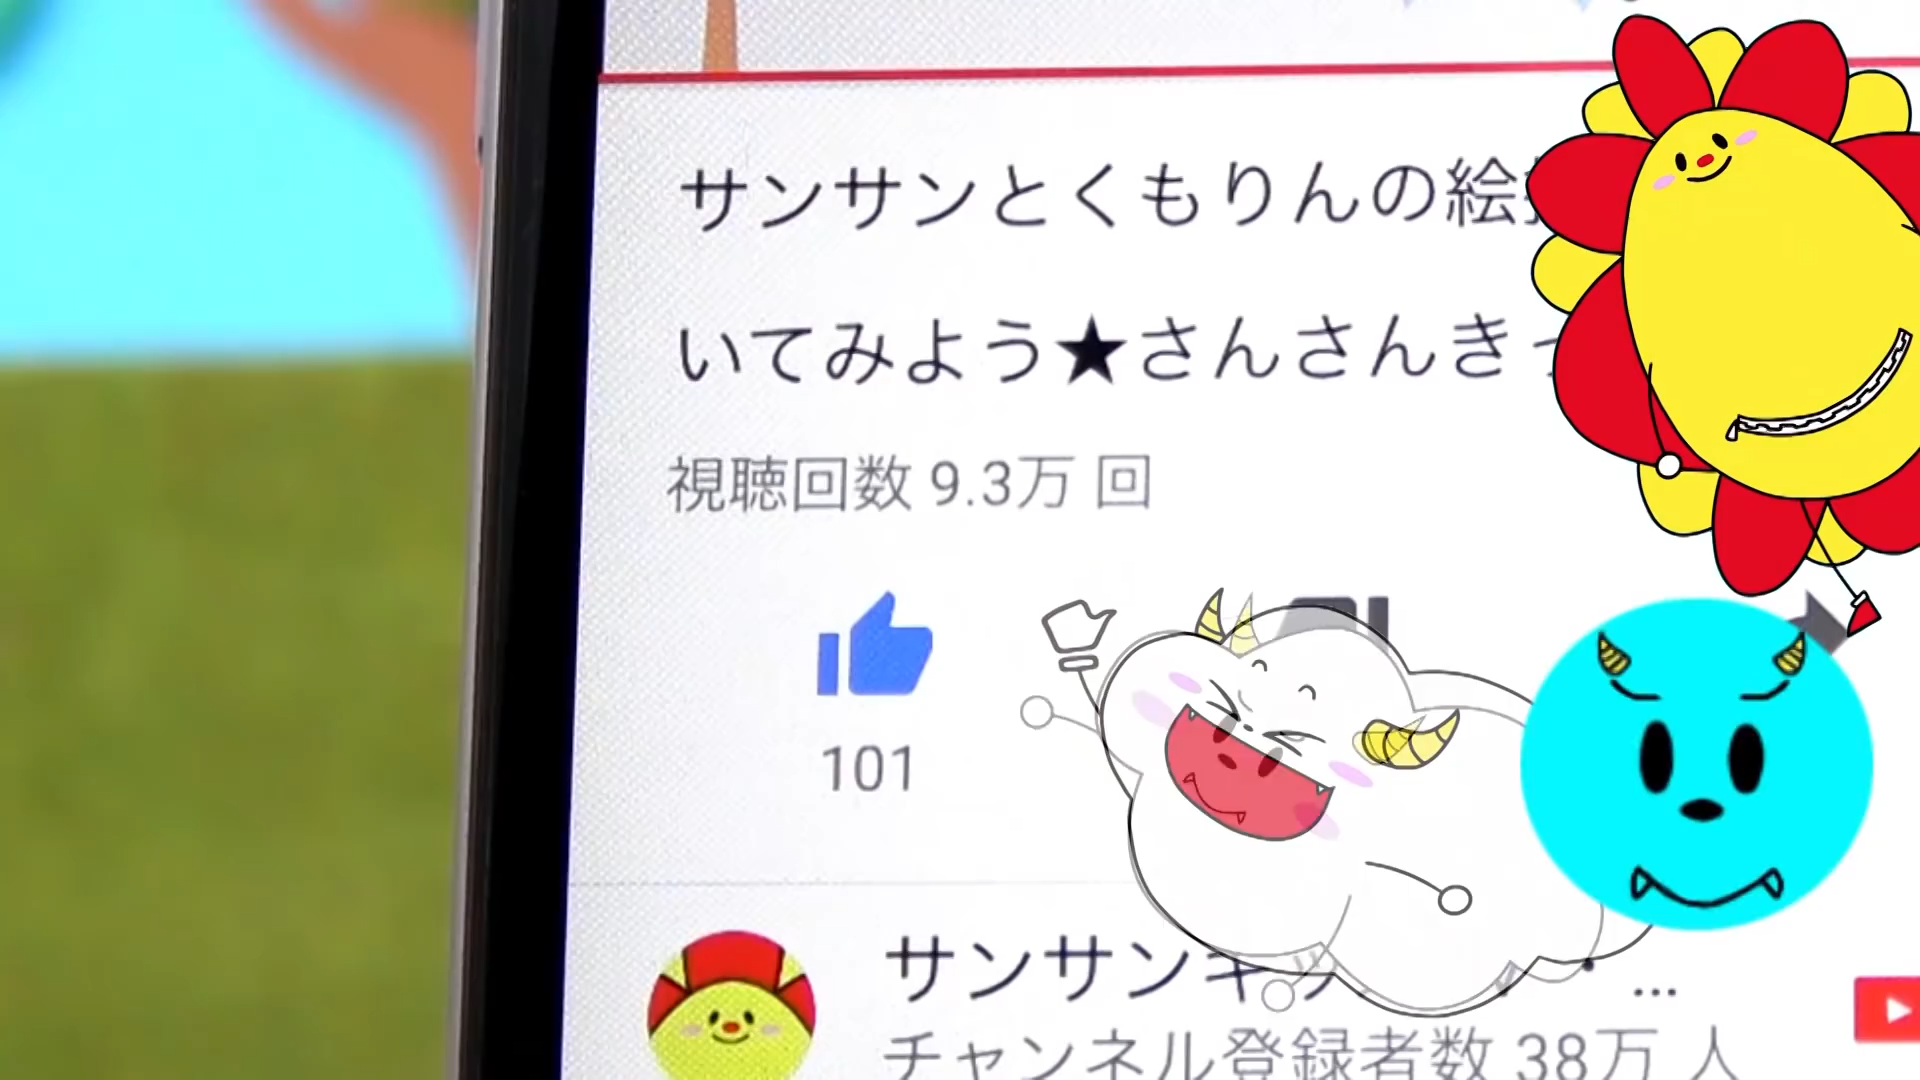 サンサンとくもりんの絵
いてみよう★さんさんきっ
視聴回数 9.3万 回
101
サンサンキッ ...
チャンネル登録者数 38万 人